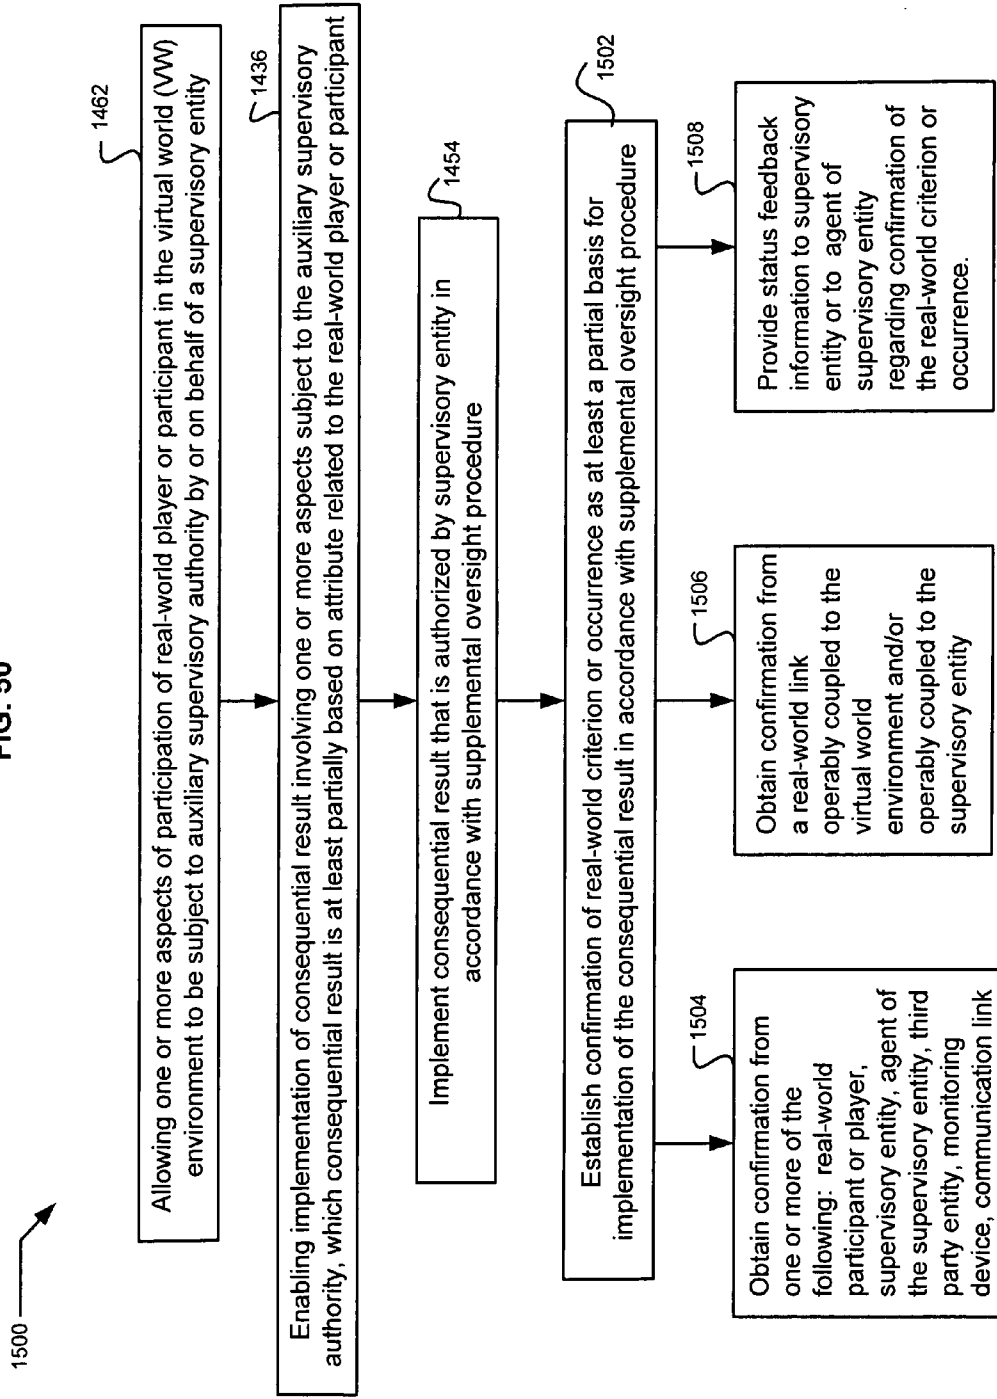 FIG. 50
1500
1462
Allowing one or more aspects of participation of real-world player or participant in the virtual world (VW)
environment to be subject to auxiliary supervisory authority by or on behalf of a supervisory entity
1436
Enabling implementation of consequential result involving one or more aspects subject to the auxiliary supervisory
authority, which consequential result is at least partially based on attribute related to the real-world player or participant
1454
Implement consequential result that is authorized by supervisory entity in
accordance with supplemental oversight procedure
1502
Establish confirmation of real-world criterion or occurrence as at least a partial basis for
implementation of the consequential result in accordance with supplemental oversight procedure
1504
Obtain confirmation from
one or more of the
following: real-world
participant or player,
supervisory entity, agent of
the supervisory entity, third
party entity, monitoring
device, communication link
1506
Obtain confirmation from
a real-world link
operably coupled to the
virtual world
environment and/or
operably coupled to the
supervisory entity
1508
Provide status feedback
information to supervisory
entity or to agent of
supervisory entity
regarding confirmation of
the real-world criterion or
occurrence.